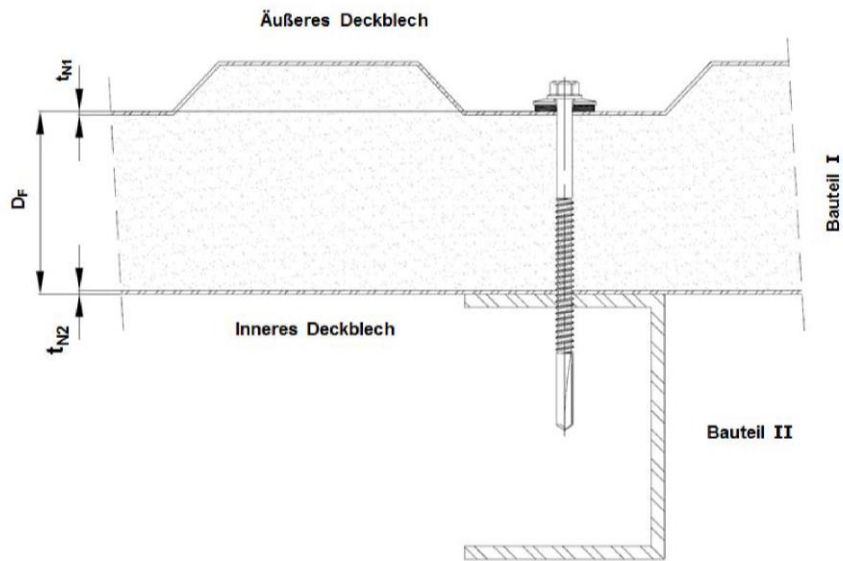 Äußeres Deckblech
tN1
DF
Bauteil I
Inneres Deckblech
tN2
Bauteil II